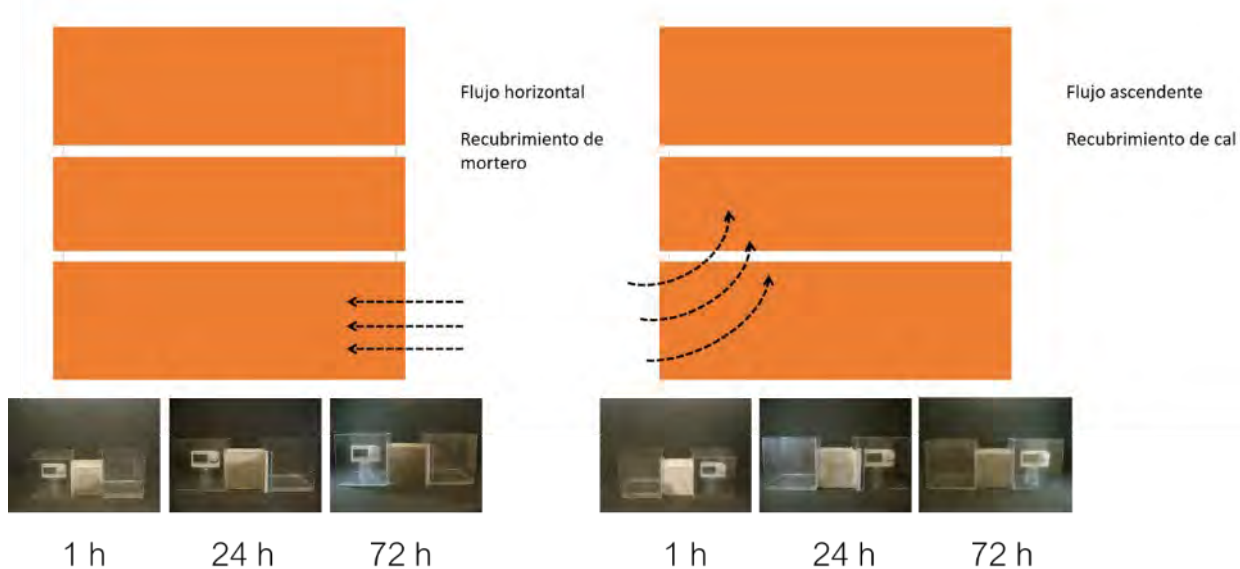 Flujo horizontal
Recubrimiento de
mortero
Flujo ascendente
Recubrimiento de cal
1 h
24 h
72 h
1 h
24 h
72 h